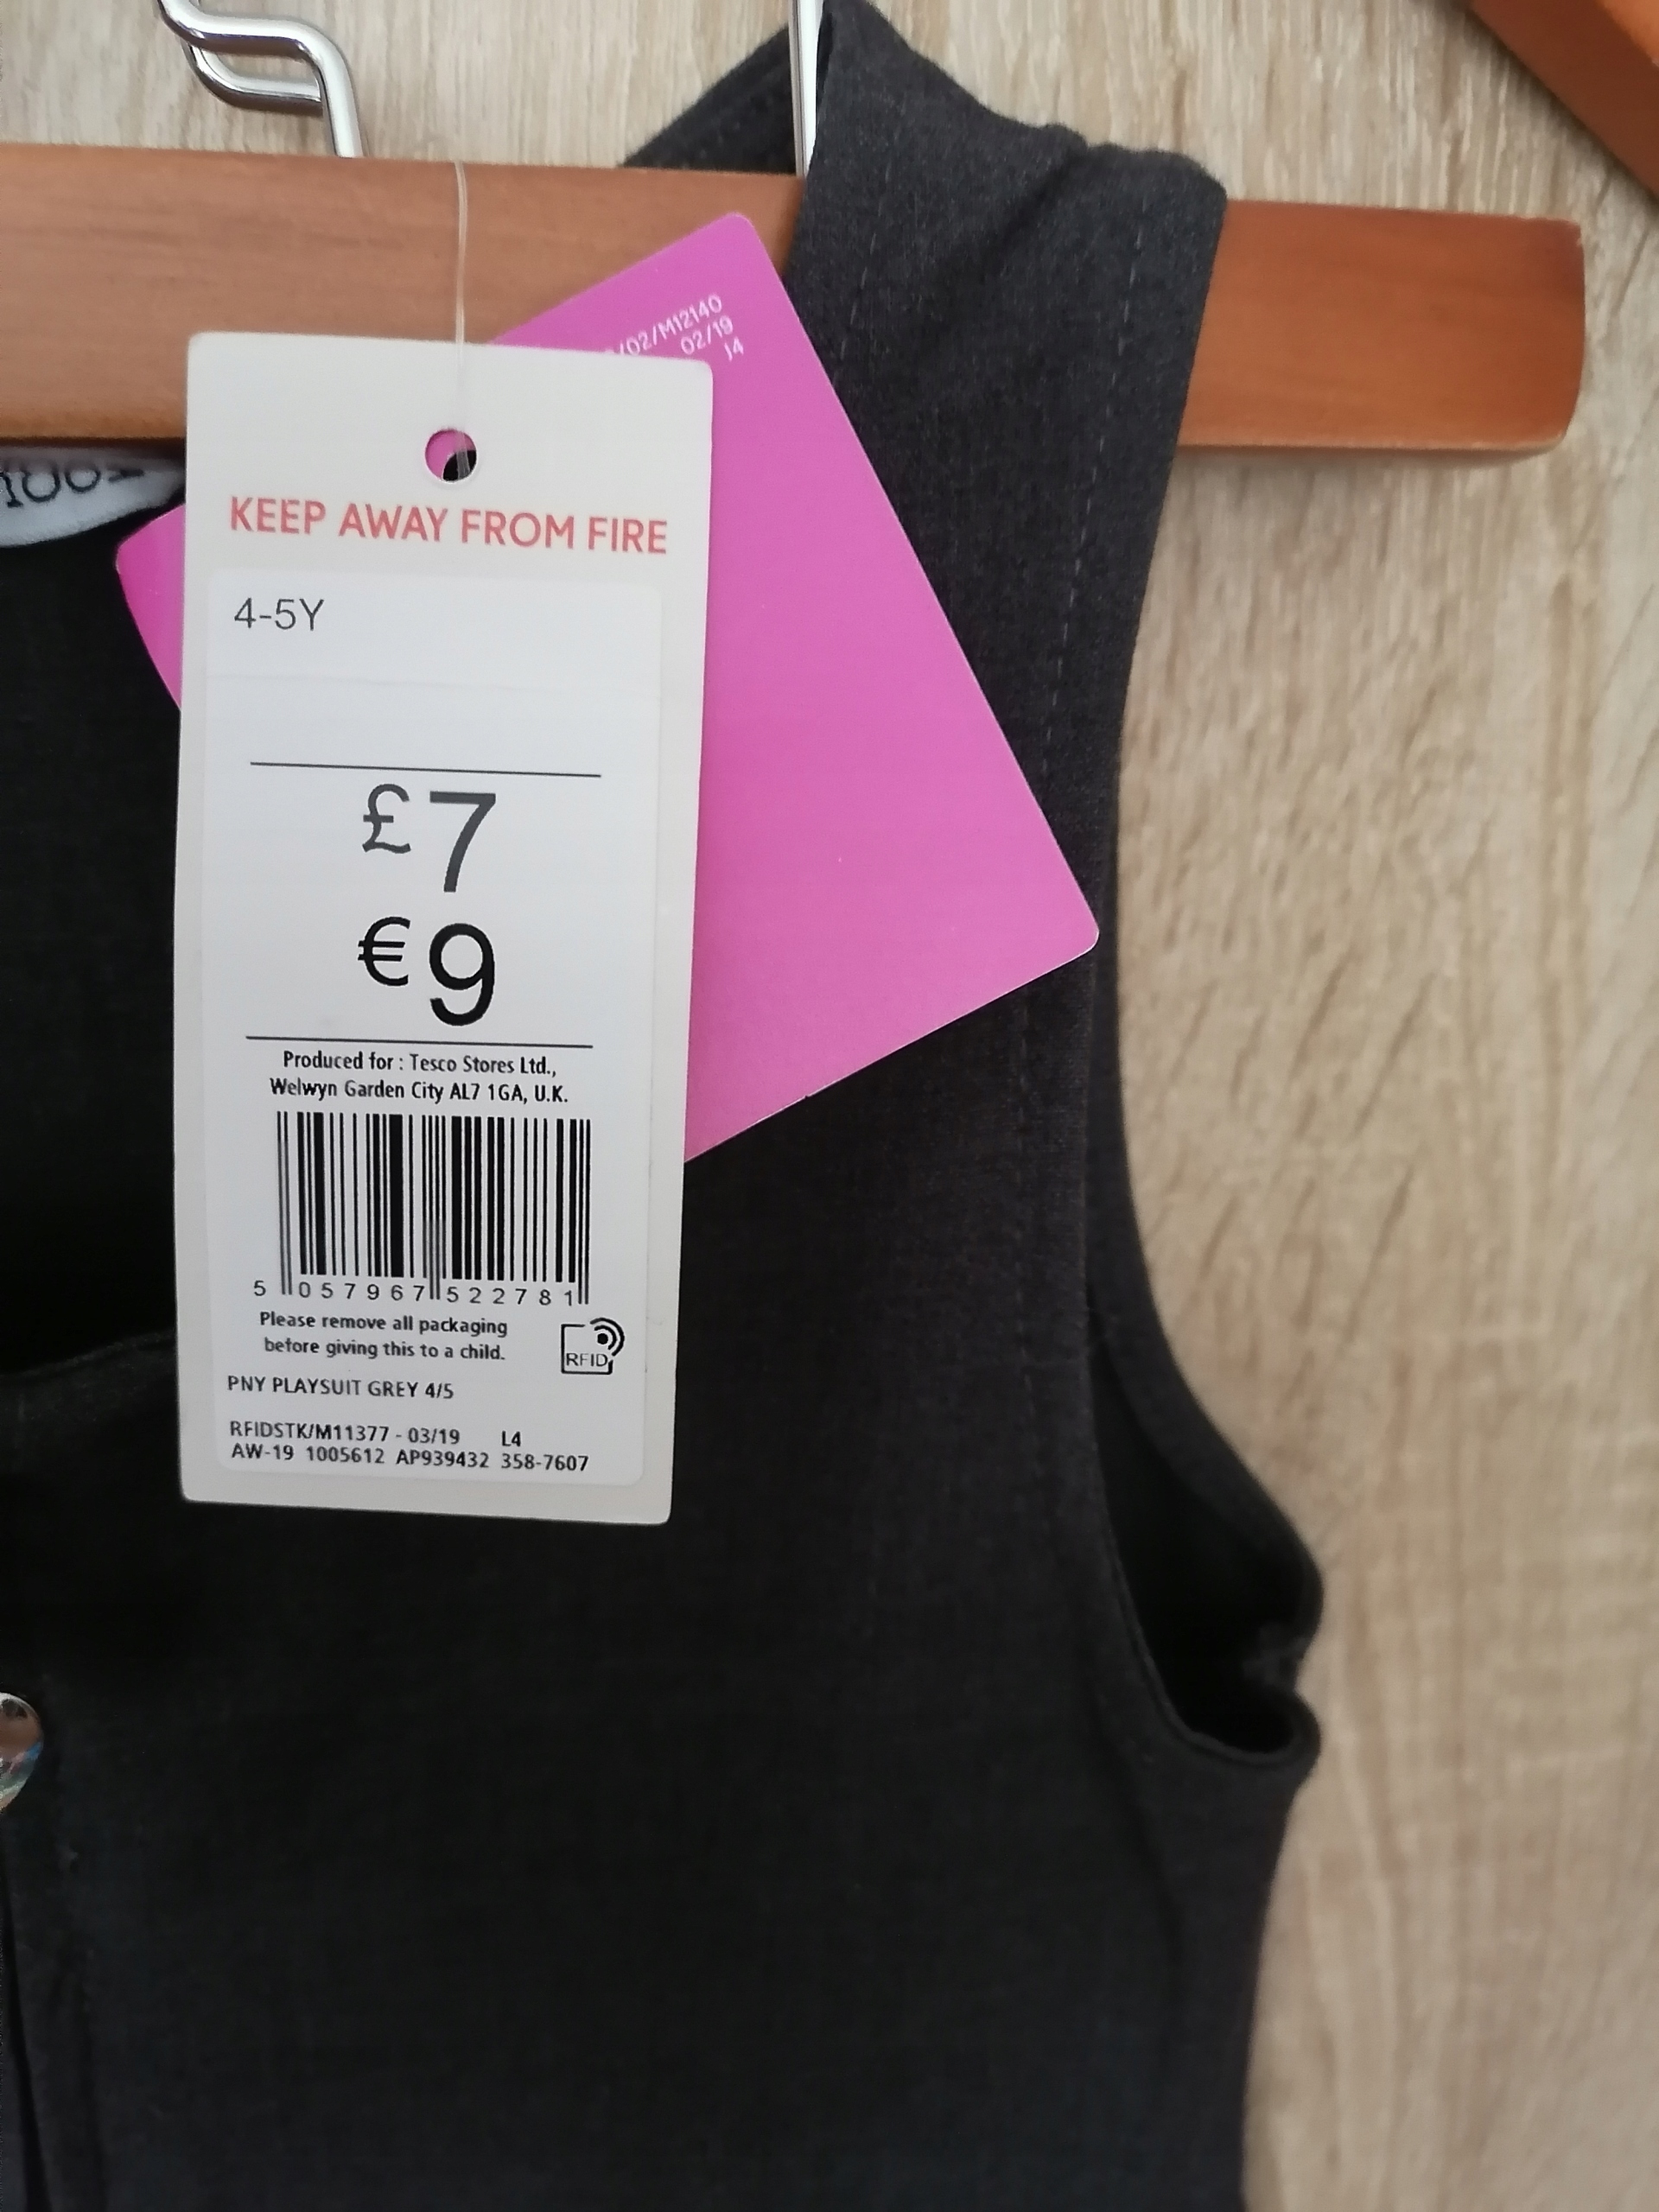 /02/M12140
02/19
J4
KEEP AWAY FROM FIRE
4-5Y
£7
€9
Produced for : Tesco Stores Ltd.,
Welwyn Garden City AL7 1GA, U.K.
5 057967 522781
Please remove all packaging
before giving this to a child.
RFID
PNY PLAYSUIT GREY 4/5
RFIDSTK/M11377 - 03/19 L4
AW-19 1005612 AP939432 358-7607